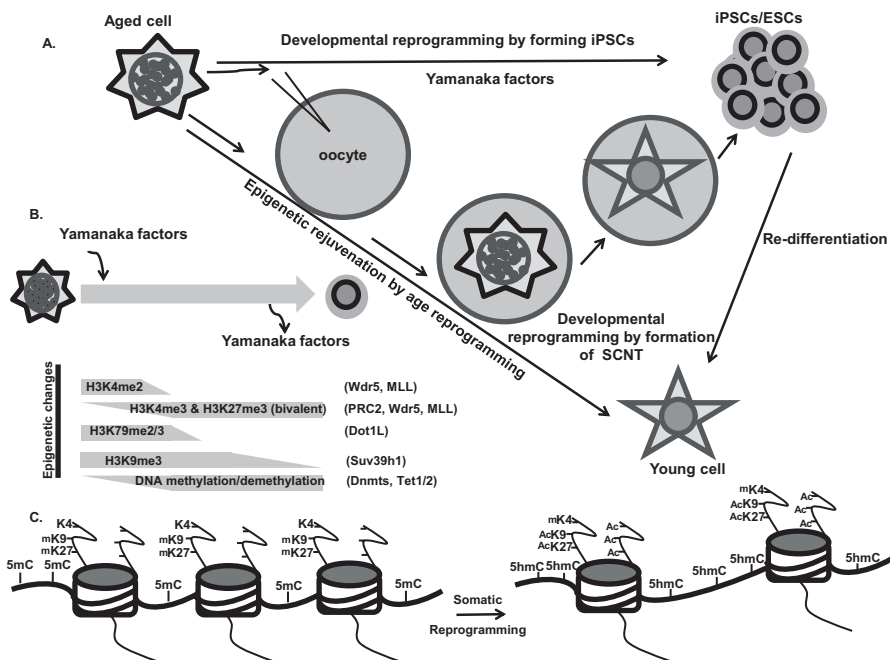 Aged cell
iPSCs/ESCs
A.
Developmental reprogramming by forming iPSCs
Yamanaka factors
oocyte
Epigenetic rejuvenation by age reprogramming
Re-differentiation
Developmental
reprogramming by formation
of SCNT
Young cell
B.
Yamanaka factors
Yamanaka factors
Epigenetic changes
H3K4me2
(Wdr5, MLL)
H3K4me3 & H3K27me3 (bivalent)
(PRC2, Wdr5, MLL)
H3K79me2/3
(Dot1L)
H3K9me3
(Suv39h1)
DNA methylation/demethylation
(Dnmts, Tet1/2)
C.
K4
mK9
mK27
K4
mK9
mK27
K4
mK9
mK27
5mC
5mC
5mC
5mC
5mC
Somatic
Reprogramming
mK4
AcK9
AcK27
Ac
Ac
Ac
mK4
AcK9
AcK27
Ac
Ac
Ac
5hmC
5hmC
5hmC
5hmC
5hmC
5hmC